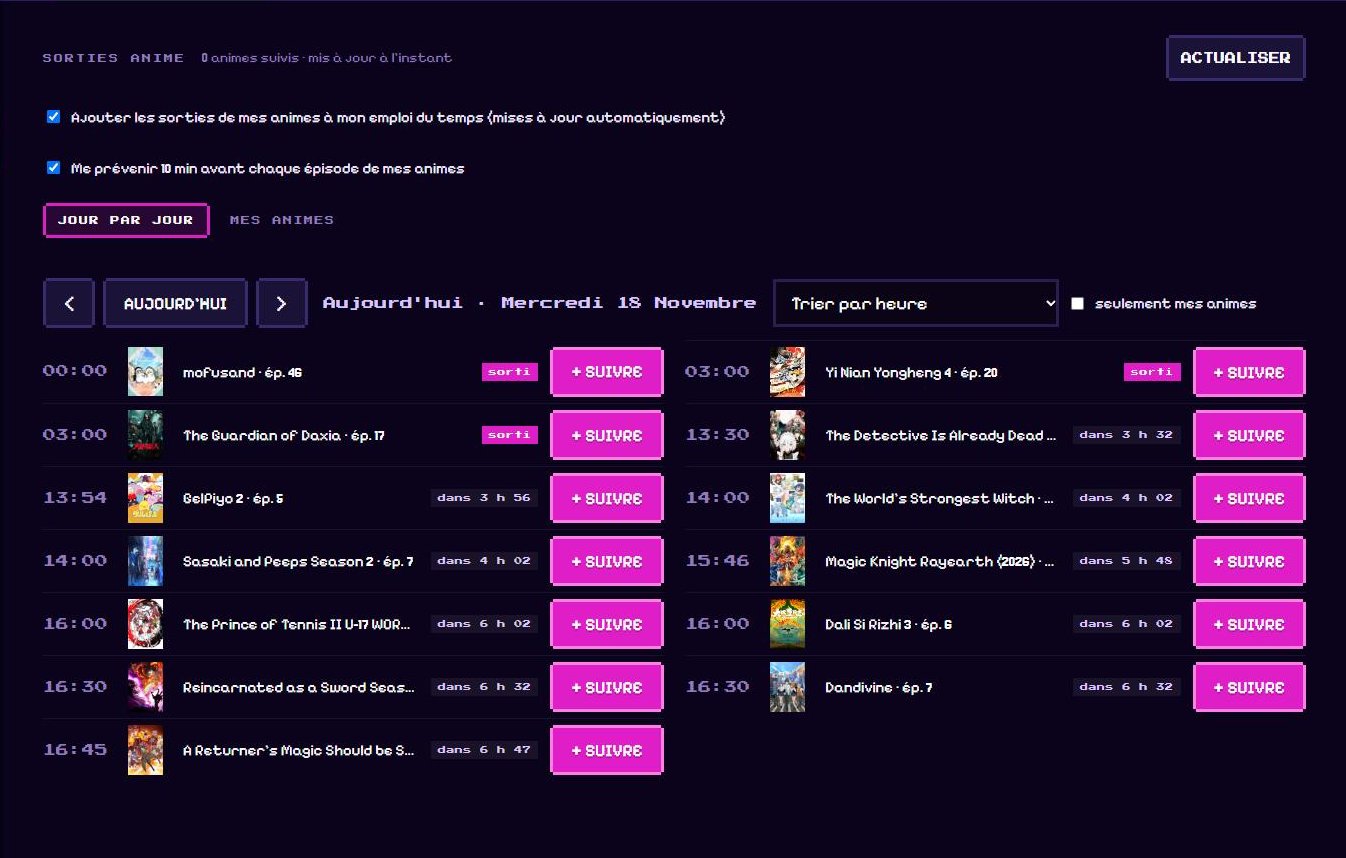 SORTIES ANIME 0 animes suivis · mis à jour à l'instant
ACTUALISER
Ajouter les sorties de mes animes à mon emploi du temps (mises à jour automatiquement)
Me prévenir 10 min avant chaque épisode de mes animes
JOUR PAR JOUR MES ANIMES
< AUJOURD'HUI > Aujourd'hui · Mercredi 18 Novembre Trier par heure seulement mes animes
00:00 mofusand · ép. 46 sorti + SUIVRE
03:00 Yi Nian Yongheng 4 · ép. 20 sorti + SUIVRE
03:00 The Guardian of Daxia · ép. 17 sorti + SUIVRE
13:30 The Detective Is Already Dead ... dans 3 h 32 + SUIVRE
13:54 GelPiyo 2 · ép. 5 dans 3 h 56 + SUIVRE
14:00 The World's Strongest Witch · ... dans 4 h 02 + SUIVRE
14:00 Sasaki and Peeps Season 2 · ép. 7 dans 4 h 02 + SUIVRE
15:46 Magic Knight Rayearth (2026) · ... dans 5 h 48 + SUIVRE
16:00 The Prince of Tennis II U-17 WOR... dans 6 h 02 + SUIVRE
16:00 Dali Si Rizhi 3 · ép. 6 dans 6 h 02 + SUIVRE
16:30 Reincarnated as a Sword Seas... dans 6 h 32 + SUIVRE
16:30 Dandivine · ép. 7 dans 6 h 32 + SUIVRE
16:45 A Returner's Magic Should be S... dans 6 h 47 + SUIVRE